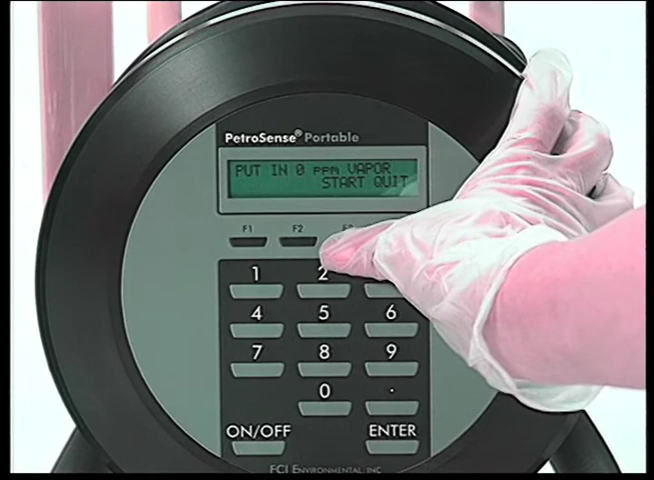 PetroSense® Portable
PUT IN 0 ppm VAPOR
START QUIT
F1 F2
1 2
4 5 6
7 8 9
0 .
ON/OFF ENTER
FCI ENVIRONMENTAL, INC